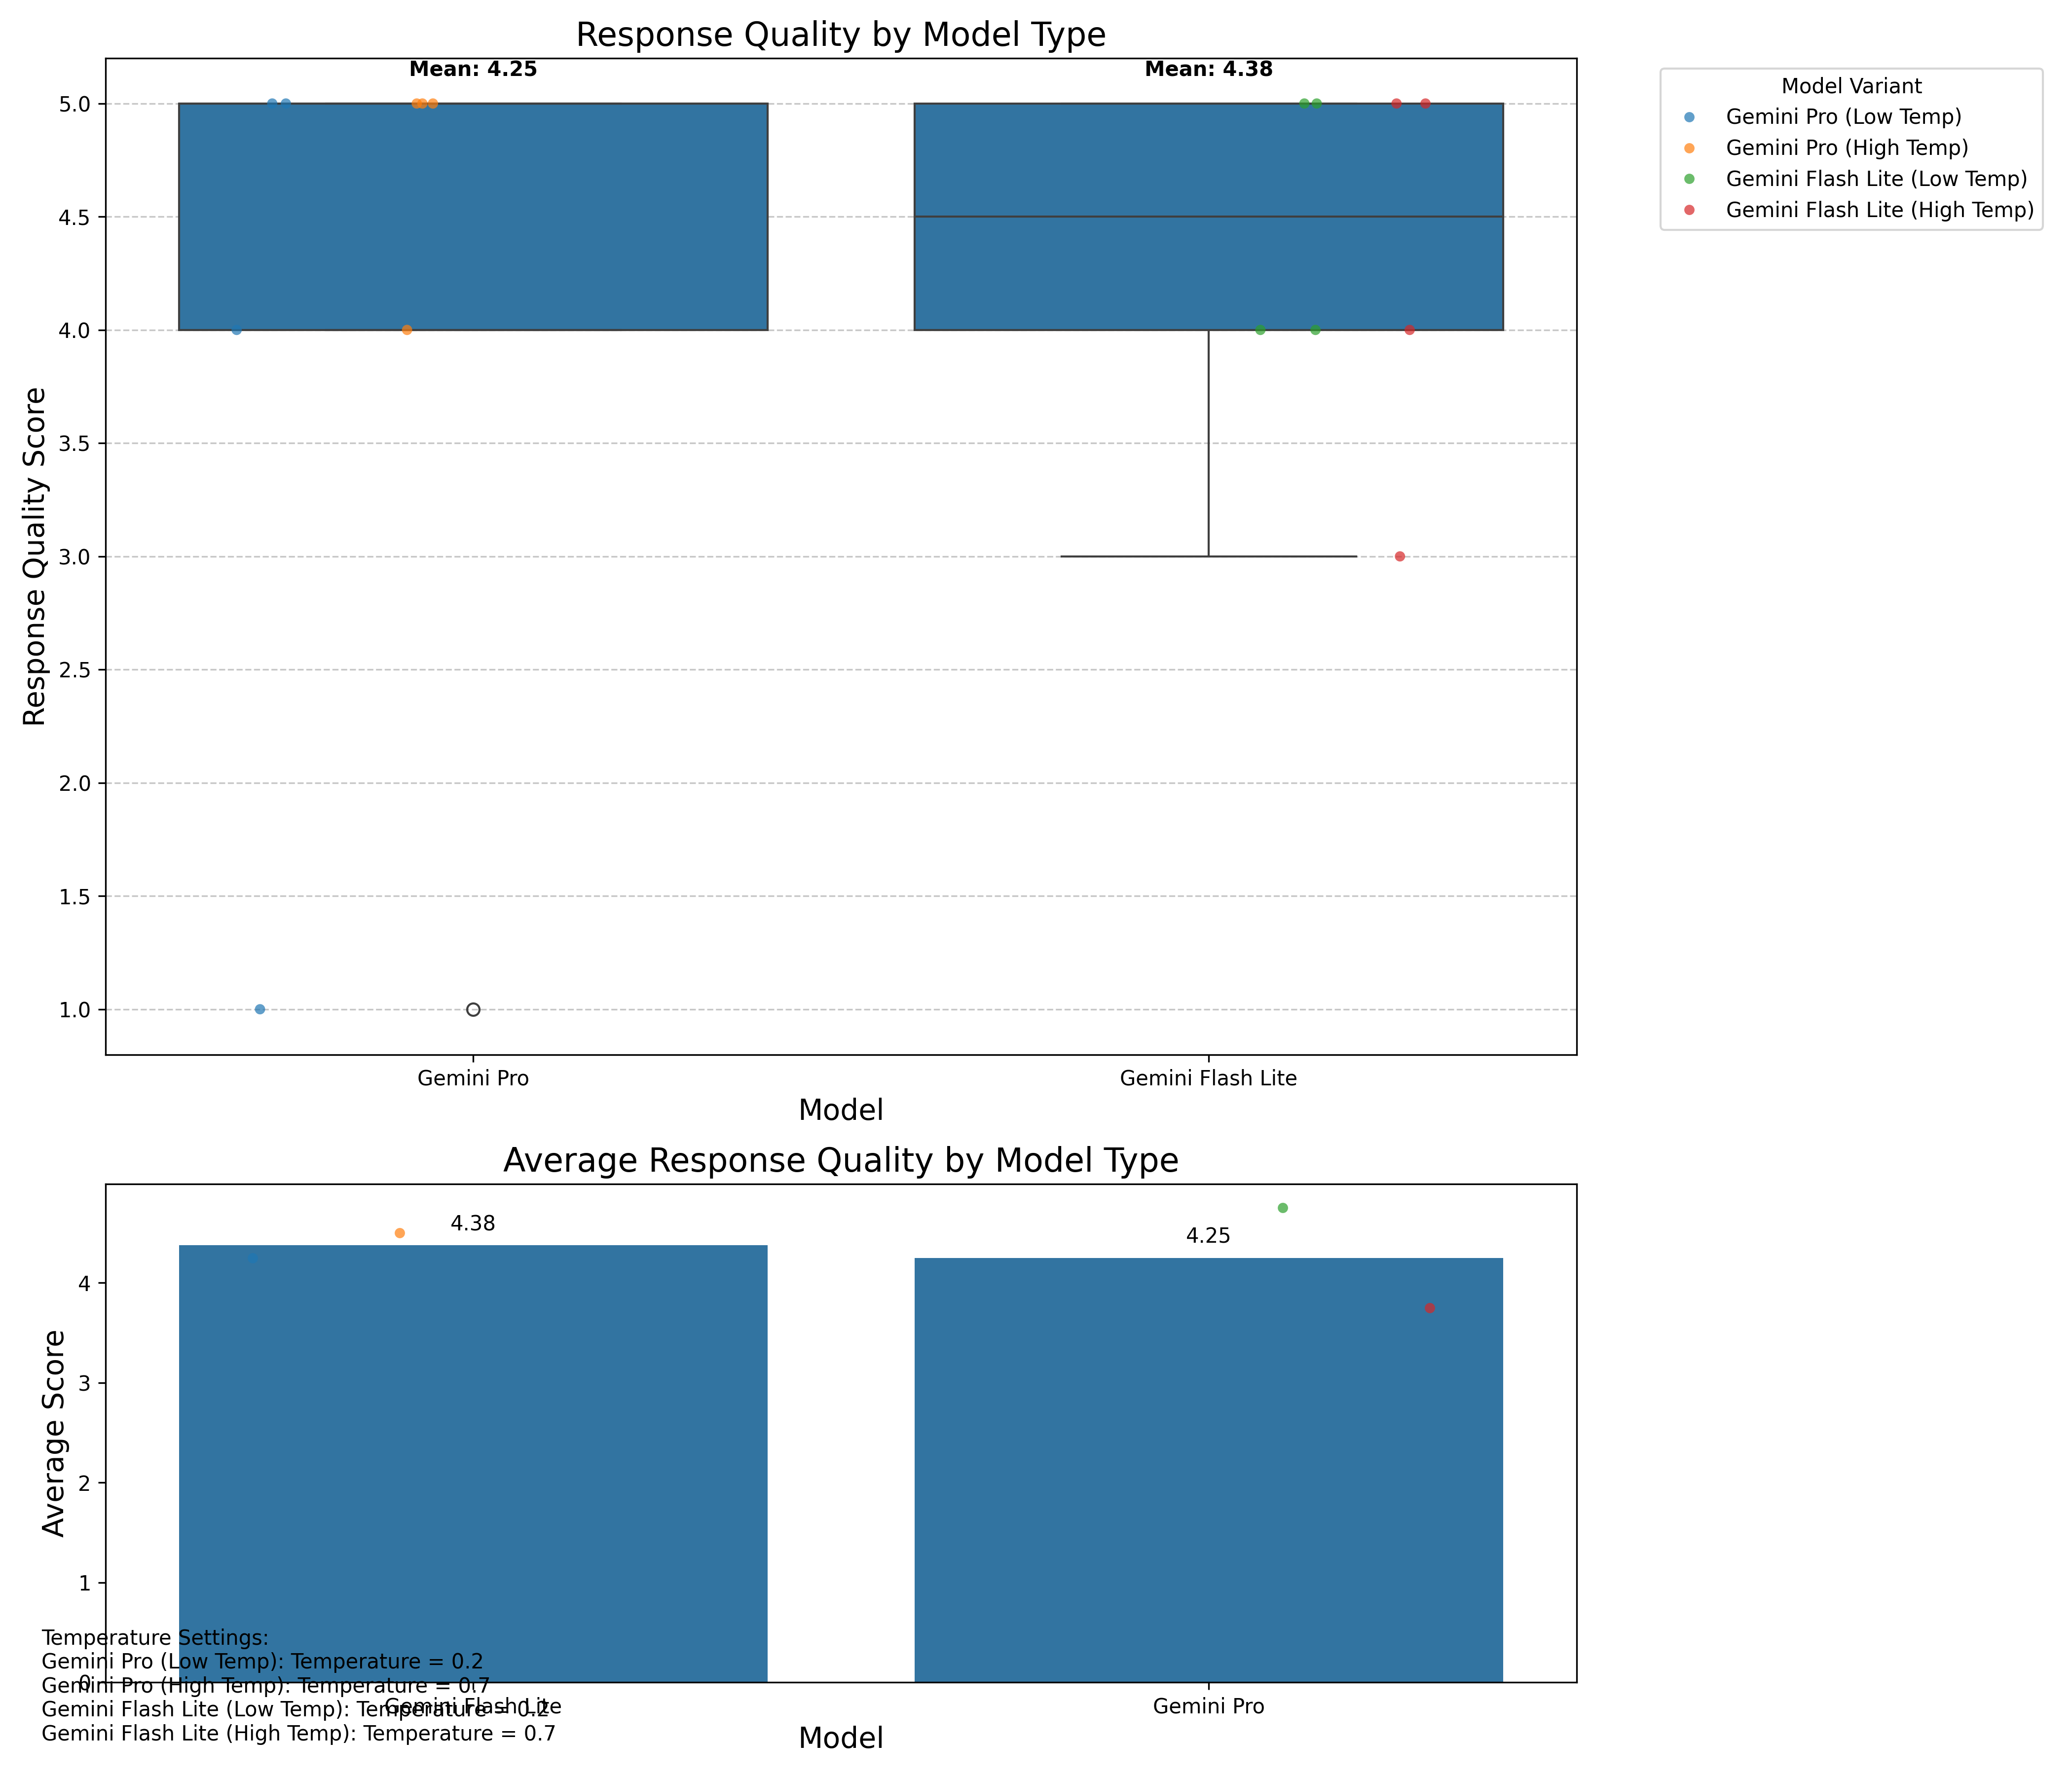 Response Quality by Model Type
Mean: 4.25
Mean: 4.38
5.0
4.5
4.0
3.5
3.0
2.5
2.0
1.5
1.0
Response Quality Score
Gemini Pro
Gemini Flash Lite
Model
Model Variant
Gemini Pro (Low Temp)
Gemini Pro (High Temp)
Gemini Flash Lite (Low Temp)
Gemini Flash Lite (High Temp)
Average Response Quality by Model Type
4.38
4.25
4
3
2
1
0
Average Score
Gemini Flash Lite
Gemini Pro
Model
Temperature Settings:
Gemini Pro (Low Temp): Temperature = 0.2
Gemini Pro (High Temp): Temperature = 0.7
Gemini Flash Lite (Low Temp): Temperature = 0.2
Gemini Flash Lite (High Temp): Temperature = 0.7